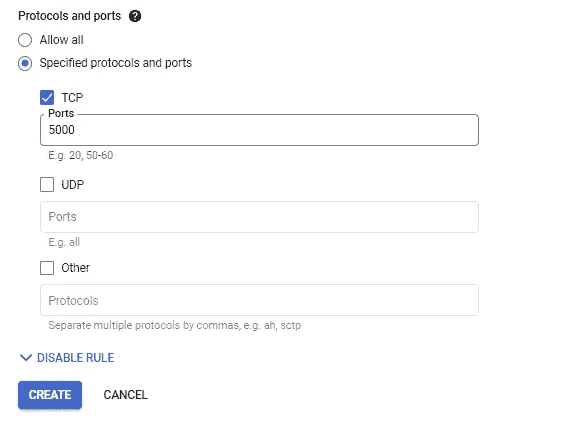 Protocols and ports ?
Allow all
Specified protocols and ports
TCP
Ports
5000
E.g. 20, 50-60
UDP
Ports
E.g. all
Other
Protocols
Separate multiple protocols by commas, e.g. ah, sctp
DISABLE RULE
CREATE CANCEL